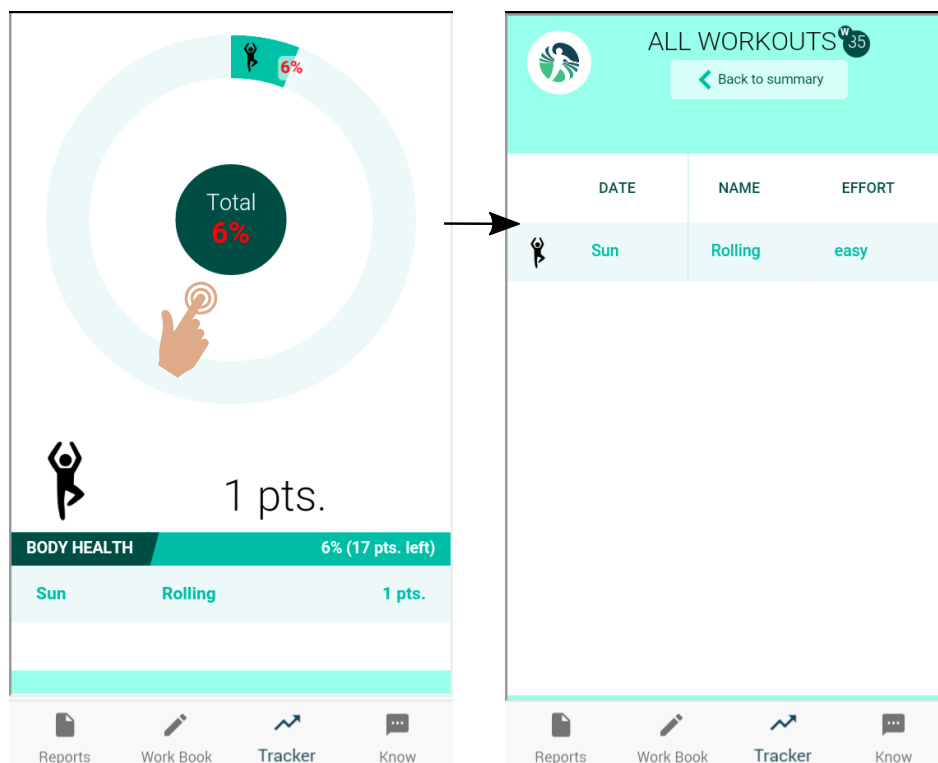 6%
Total
6%
1 pts.
BODY HEALTH 6% (17 pts. left)
Sun Rolling 1 pts.
Reports Work Book Tracker Know
ALL WORKOUTS W 35
Back to summary
DATE NAME EFFORT
Sun Rolling easy
Reports Work Book Tracker Know